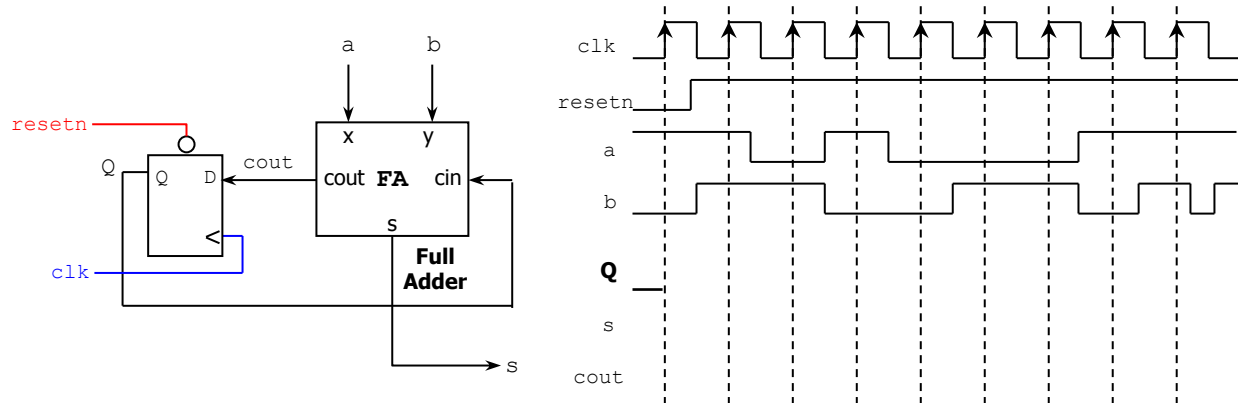 a b
resetn
x y
Q
cout
Q D
cout FA cin
<
s
Full
Adder
clk
s
clk
resetn
a
b
Q
s
cout